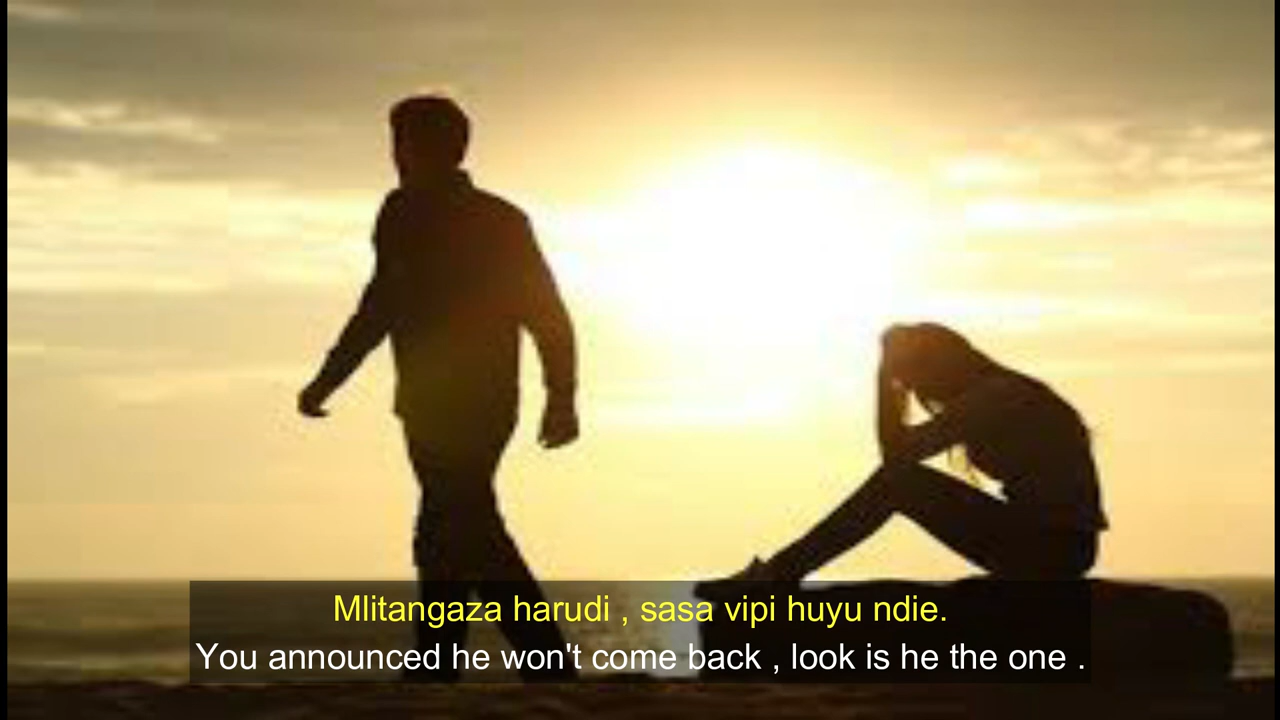 Mlitangaza harudi , sasa vipi huyu ndie.
You announced he won't come back , look is he the one .